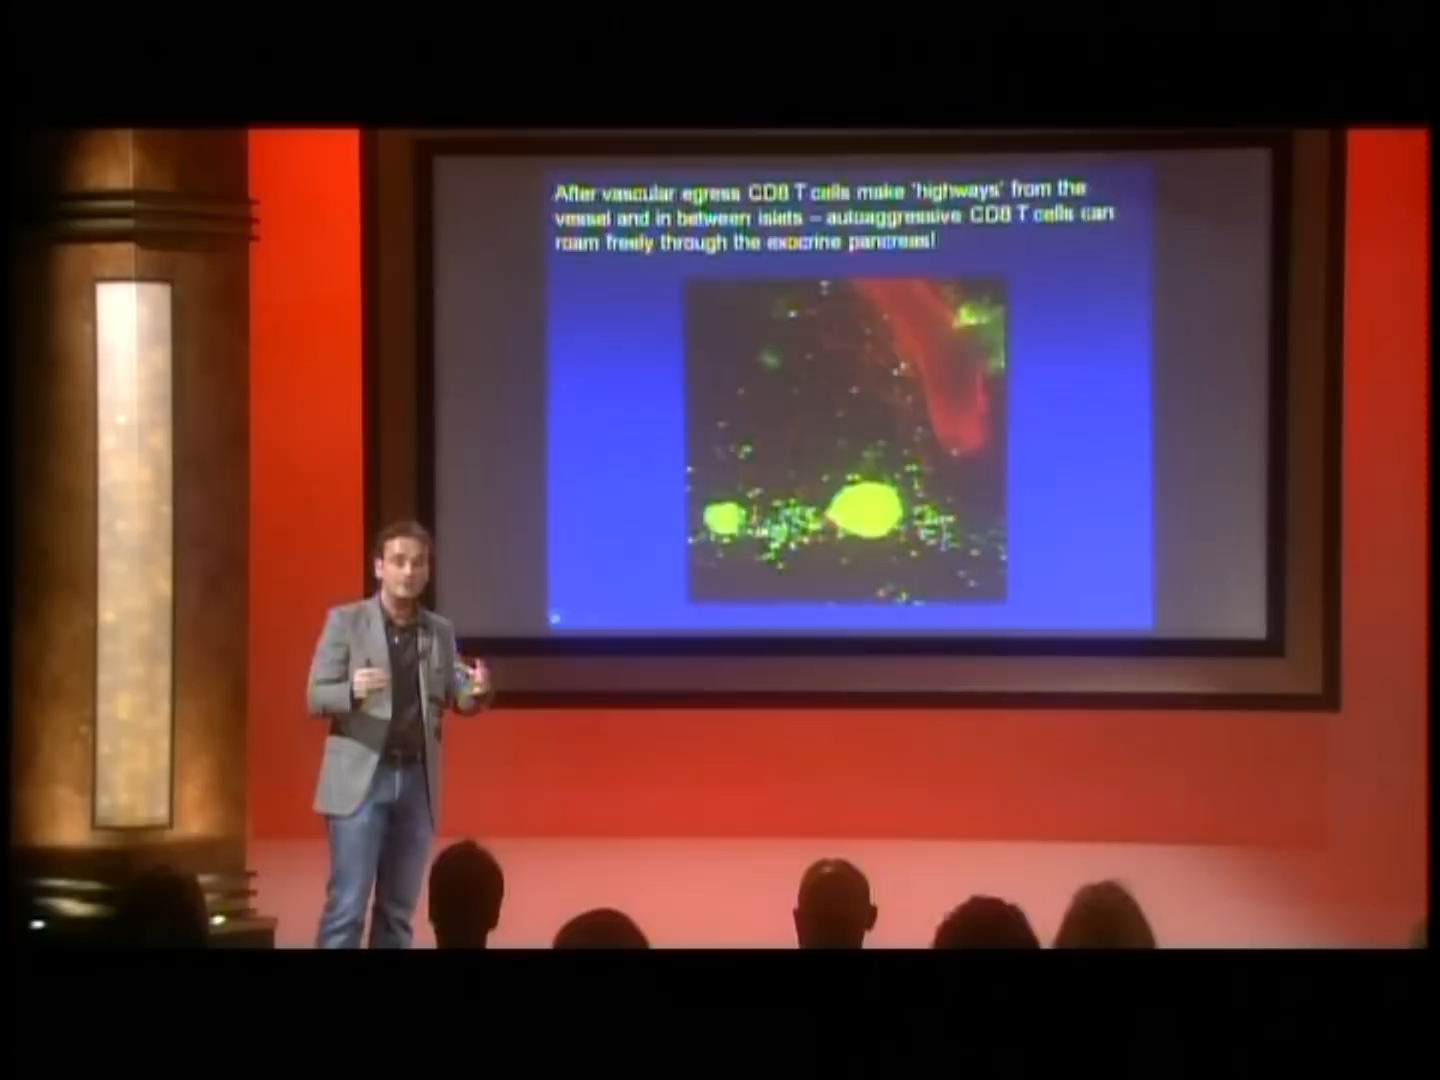 After vascular egress CD8 T cells make 'highways' from the
vessel and in between islets – autoaggressive CD8 T cells can
roam freely through the exocrine pancreas!